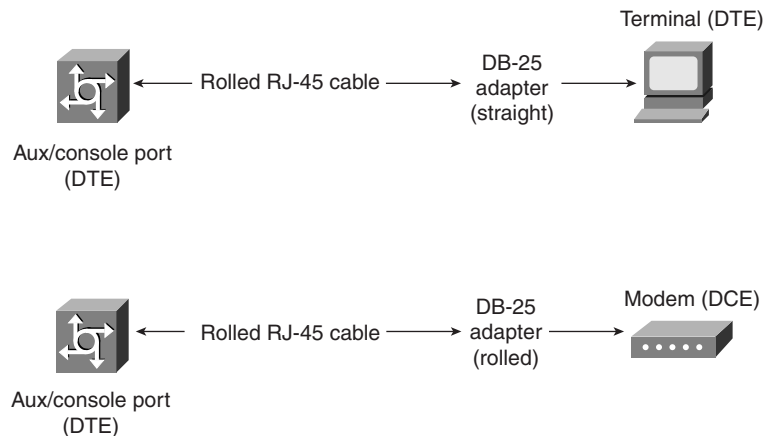 Terminal (DTE)
Rolled RJ-45 cable
DB-25
adapter
(straight)
Aux/console port
(DTE)
Modem (DCE)
Rolled RJ-45 cable
DB-25
adapter
(rolled)
Aux/console port
(DTE)